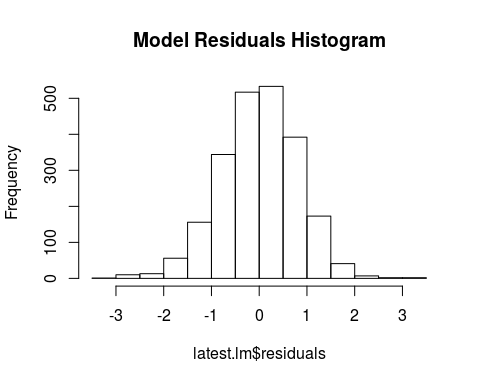 Model Residuals Histogram
Frequency
500
300
100
0
-3 -2 -1 0 1 2 3
latest.lm$residuals